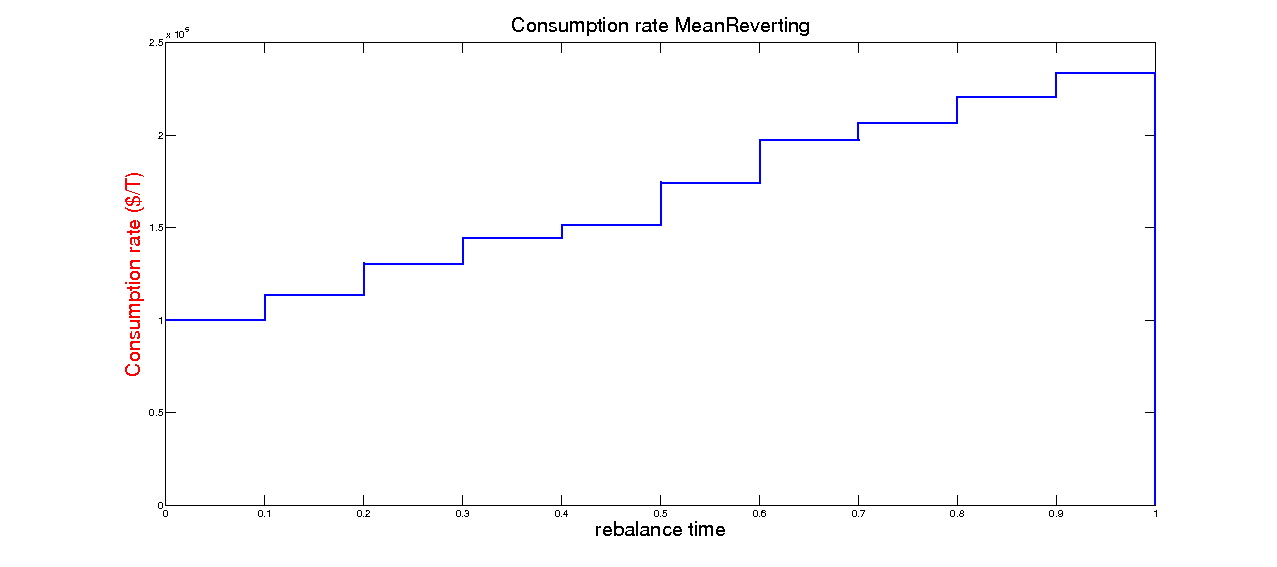 Consumption rate MeanReverting
x 10^5
2.5
2
1.5
1
0.5
0
Consumption rate ($/T)
0 0.1 0.2 0.3 0.4 0.5 0.6 0.7 0.8 0.9 1
rebalance time